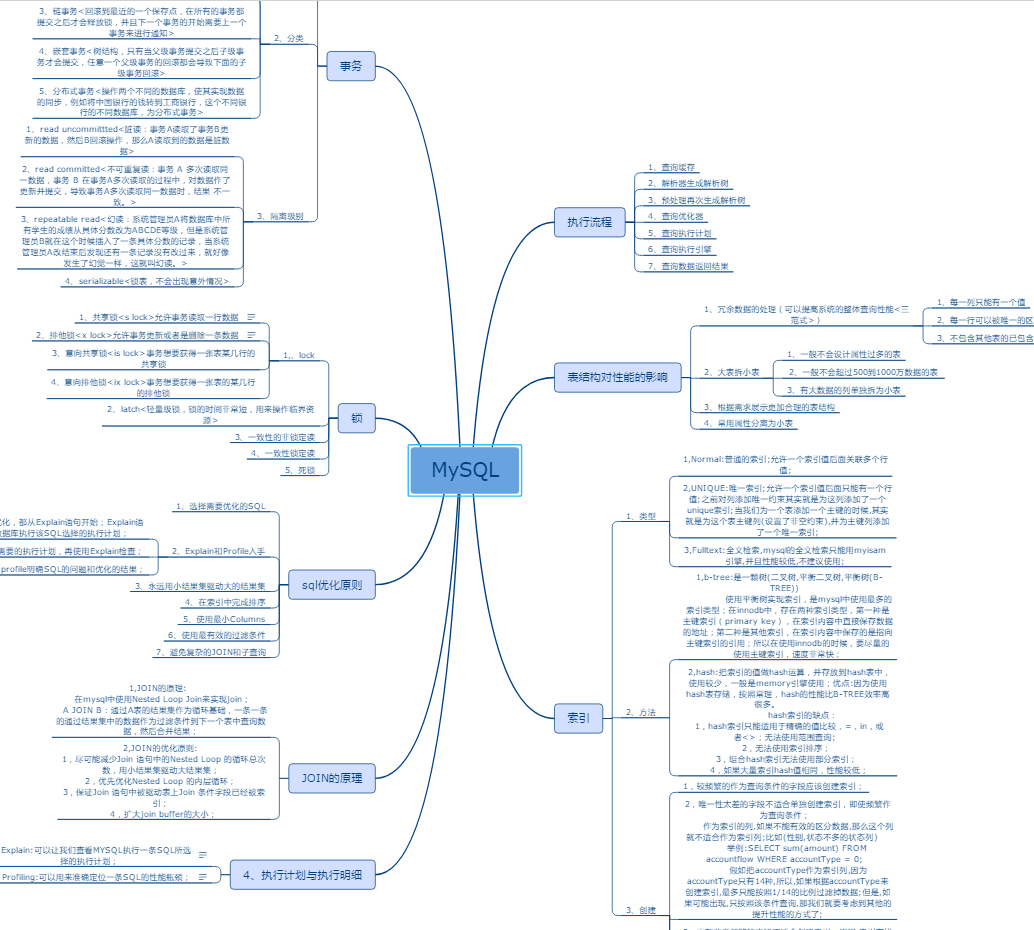 MySQL
事务
2、分类
3、链事务<回滚到最近的一个保存点，在所有的事务都
提交之后才会释放锁，并且下一个事务的开始需要上一个
事务来进行通知>
4、嵌套事务<树结构，只有当父级事务提交之后子级事
务才会提交，任意一个父级事务的回滚都会导致下面的子
级事务回滚>
5、分布式事务<操作两个不同的数据库，使其实现数据
的同步，例如将中国银行的钱转到工商银行，这个不同银
行的不同数据库，为分布式事务>
3、隔离级别
1、read uncommittted<脏读：事务A读取了事务B更
新的数据，然后B回滚操作，那么A读取到的数据是脏数
据>
2、read committed<不可重复读：事务 A 多次读取同
一数据，事务 B 在事务A多次读取的过程中，对数据作了
更新并提交，导致事务A多次读取同一数据时，结果 不一
致。>
3、repeatable read<幻读：系统管理员A将数据库中所
有学生的成绩从具体分数改为ABCDE等级，但是系统管
理员B就在这个时候插入了一条具体分数的记录，当系统
管理员A改结束后发现还有一条记录没有改过来，就好像
发生了幻觉一样，这就叫幻读。>
4、serializable<锁表，不会出现意外情况>
锁
1,、lock
1、共享锁<s lock>允许事务读取一行数据
2、排他锁<x lock>允许事务更新或者是删除一条数据
3、意向共享锁<is lock>事务想要获得一张表某几行的
共享锁
4、意向排他锁<ix lock>事务想要获得一张表的某几行
的排他锁
2、latch<轻量级锁，锁的时间非常短，用来操作临界资
源>
3、一致性的非锁定读
4、一致性锁定读
5、死锁
sql优化原则
1、选择需要优化的SQL
2、Explain和Profile入手
化，都从Explain语句开始；Explain语
据库执行该SQL选择的执行计划；
需要的执行计划，再使用Explain检查；
profile明确SQL的问题和优化的结果；
3、永远用小结果集驱动大的结果集
4、在索引中完成排序
5、使用最小Columns
6、使用最有效的过滤条件
7、避免复杂的JOIN和子查询
JOIN的原理
1,JOIN的原理:
在mysql中使用Nested Loop Join来实现join；
A JOIN B：通过A表的结果集作为循环基础，一条一条
的通过结果集中的数据作为过滤条件到下一个表中查询数
据，然后合并结果；
2,JOIN的优化原则:
1，尽可能减少Join 语句中的Nested Loop 的循环总次
数，用小结果集驱动大结果集；
2，优先优化Nested Loop 的内层循环；
3，保证Join 语句中被驱动表上Join 条件字段已经被索
引；
4，扩大join buffer的大小；
4、执行计划与执行明细
Explain:可以让我们查看MYSQL执行一条SQL所选
择的执行计划；
Profiling:可以用来准确定位一条SQL的性能瓶颈；
执行流程
1、查询缓存
2、解析器生成解析树
3、预处理再次生成解析树
4、查询优化器
5、查询执行计划
6、查询执行引擎
7、查询数据返回结果
表结构对性能的影响
1、冗余数据的处理（可以提高系统的整体查询性能<三
范式>）
1、每一列只能有一个值
2、每一行可以被唯一的区
3、不包含其他表的已包含
2、大表拆小表
1、一般不会设计属性过多的表
2、一般不会超过500到1000万数据的表
3、有大数据的列单独拆为小表
3、根据需求展示更加合理的表结构
4、常用属性分离为小表
索引
1、类型
1,Normal:普通的索引;允许一个索引值后面关联多个行
值;
2,UNIQUE:唯一索引;允许一个索引值后面只能有一个行
值;之前对列添加唯一约束其实就是为这列添加了一个
unique索引;当我们为一个表添加一个主键的时候,其实
就是为这个表主键列(设置了非空约束),并为主键列添加
了一个唯一索引;
3,Fulltext:全文检索,mysql的全文检索只能用myisam
引擎,并且性能较低,不建议使用;
2、方法
1,b-tree:是一颗树(二叉树,平衡二叉树,平衡树(B-
TREE))
使用平衡树实现索引，是mysql中使用最多的
索引类型；在innodb中，存在两种索引类型，第一种是
主键索引（primary key），在索引内容中直接保存数据
的地址；第二种是其他索引，在索引内容中保存的是指向
主键索引的引用；所以在使用innodb的时候，要尽量的
使用主键索引，速度非常快；
2,hash:把索引的值做hash运算，并存放到hash表中，
使用较少，一般是memory引擎使用；优点:因为使用
hash表存储，按照常理，hash的性能比B-TREE效率高
很多。
hash索引的缺点：
1，hash索引只能适用于精确的值比较，=，in，或
者<>；无法使用范围查询；
2，无法使用索引排序；
3，组合hash索引无法使用部分索引；
4，如果大量索引hash值相同，性能较低；
3、创建
1，较频繁的作为查询条件的字段应该创建索引；
2，唯一性太差的字段不适合单独创建索引，即使频繁作
为查询条件；
作为索引的列,如果不能有效的区分数据,那么这个列
就不适合作为索引列;比如(性别,状态不多的状态列)
举例:SELECT sum(amount) FROM
accountflow WHERE accountType = 0;
假如把accountType作为索引列,因为
accountType只有14种,所以,如果根据accountType来
创建索引,最多只能按照1/14的比例过滤掉数据;但是,如
果可能出现,只按照该条件查询,那我们就要考虑到其他的
提升性能的方式了;